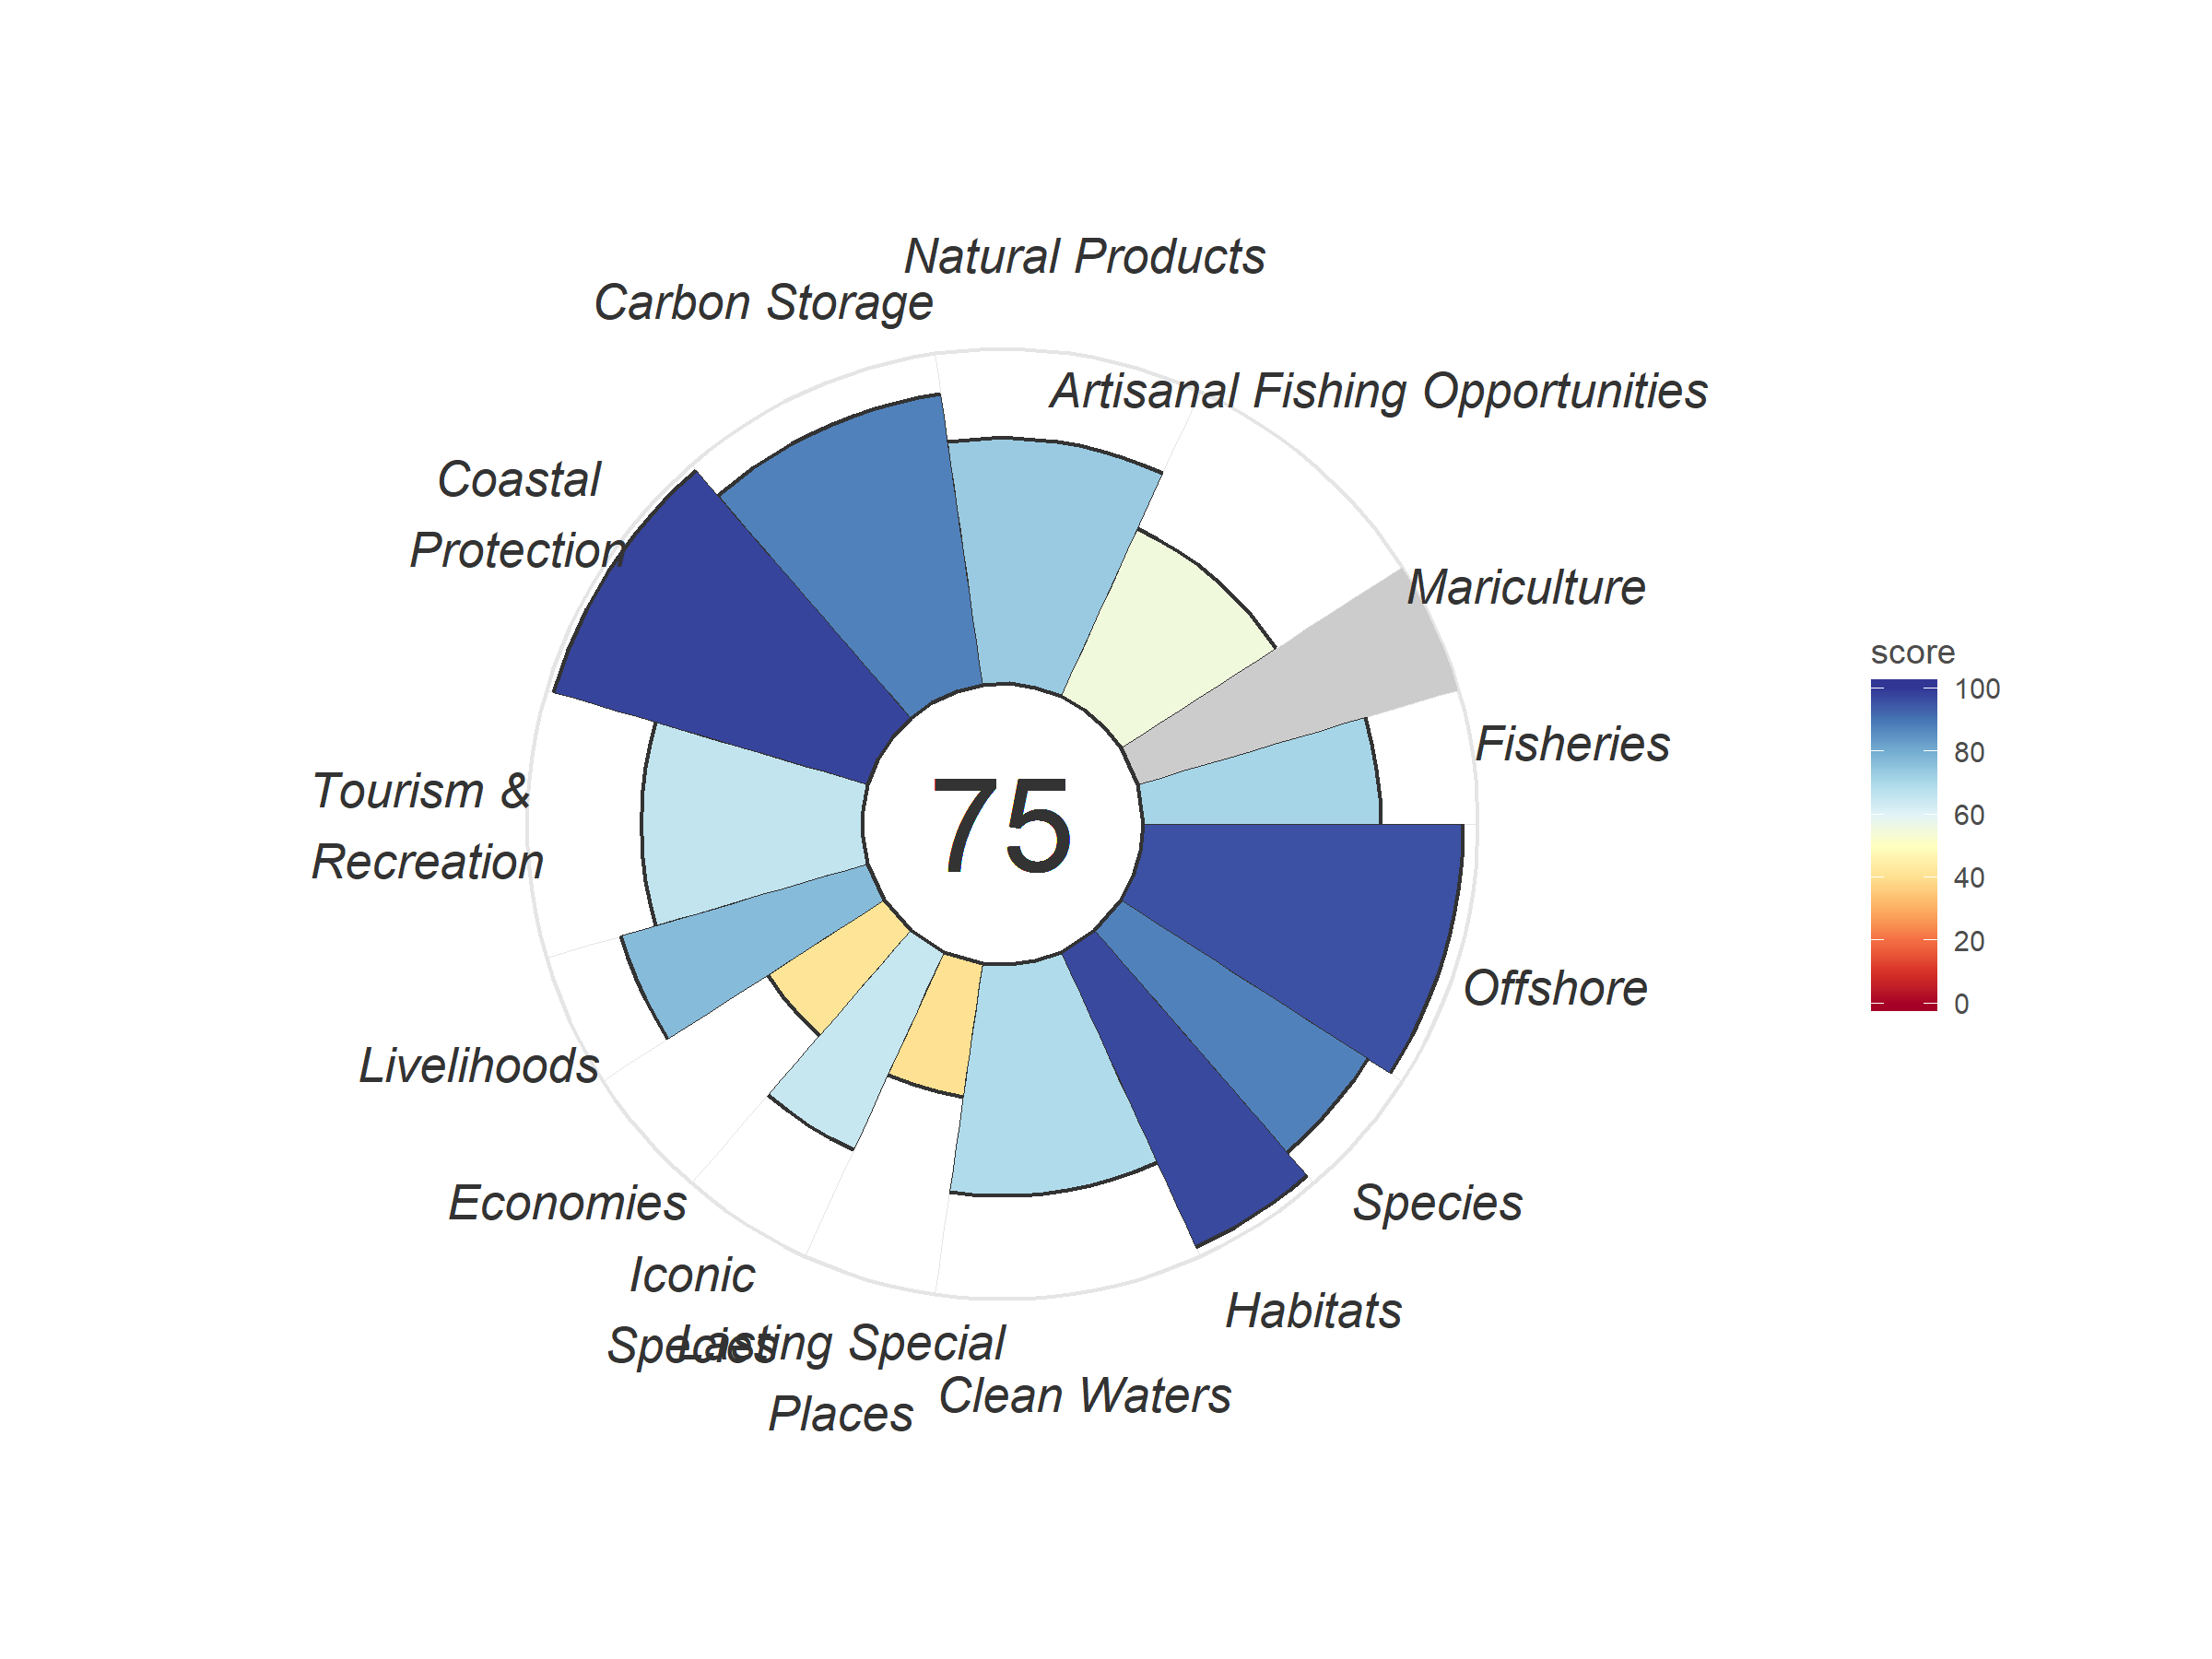 Natural Products
Carbon Storage
Artisanal Fishing Opportunities
Coastal
Protection
Mariculture
Fisheries
score
100
80
60
40
20
0
75
Tourism &
Recreation
Offshore
Livelihoods
Economies
Species
Iconic
Species
Habitats
Lasting Special
Places
Clean Waters